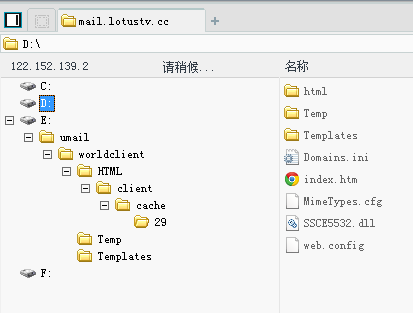 mail.lotustv.cc
D:\
122.152.139.2 请稍候... 名称
C:
D:
E:
umail
worldclient
HTML
client
cache
29
Temp
Templates
F:
html
Temp
Templates
Domains.ini
index.htm
MimeTypes.cfg
SSCE5532.dll
web.config